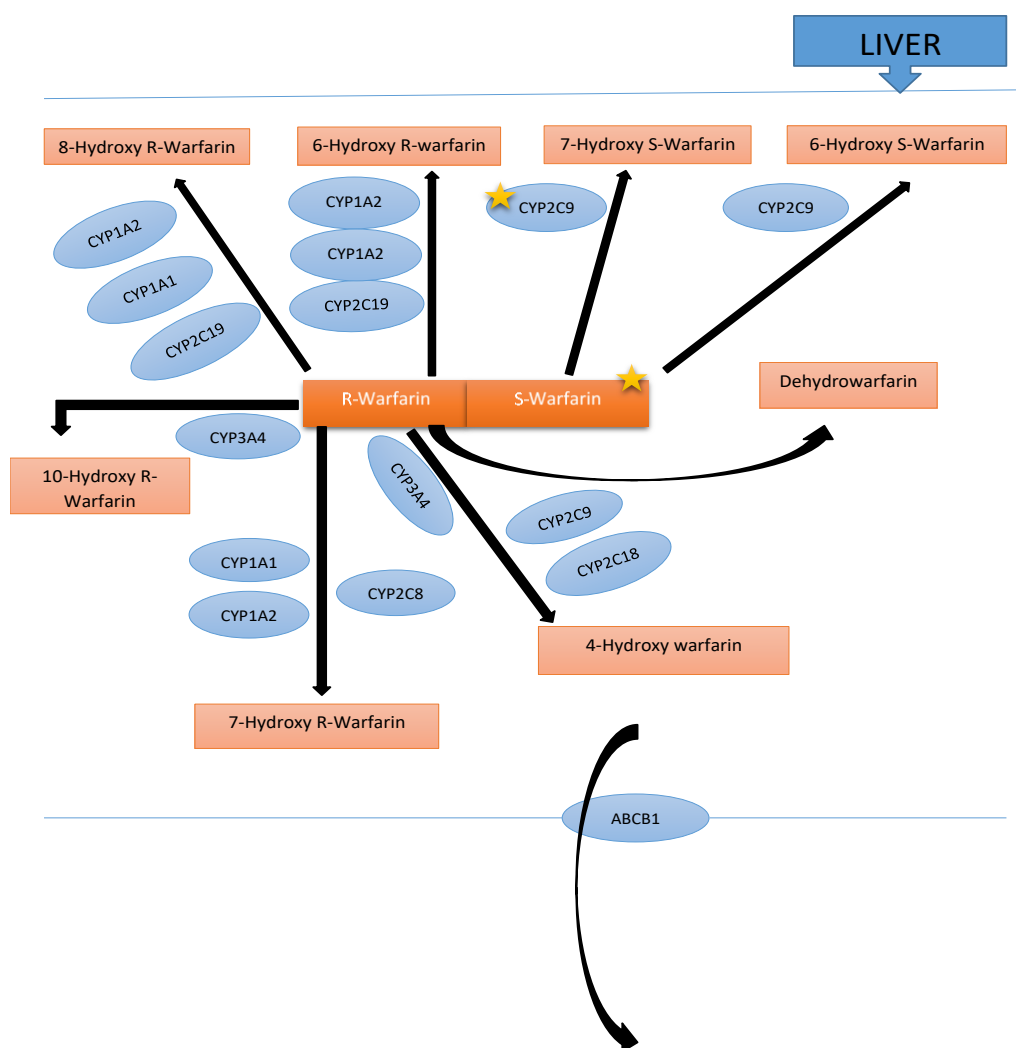 LIVER
8-Hydroxy R-Warfarin
6-Hydroxy R-warfarin
7-Hydroxy S-Warfarin
6-Hydroxy S-Warfarin
CYP1A2
CYP1A1
CYP2C19
CYP1A2
CYP1A2
CYP2C19
CYP2C9
CYP2C9
R-Warfarin
S-Warfarin
Dehydrowarfarin
CYP3A4
10-Hydroxy R-
Warfarin
CYP3A4
CYP2C9
CYP2C18
CYP1A1
CYP1A2
CYP2C8
4-Hydroxy warfarin
7-Hydroxy R-Warfarin
ABCB1